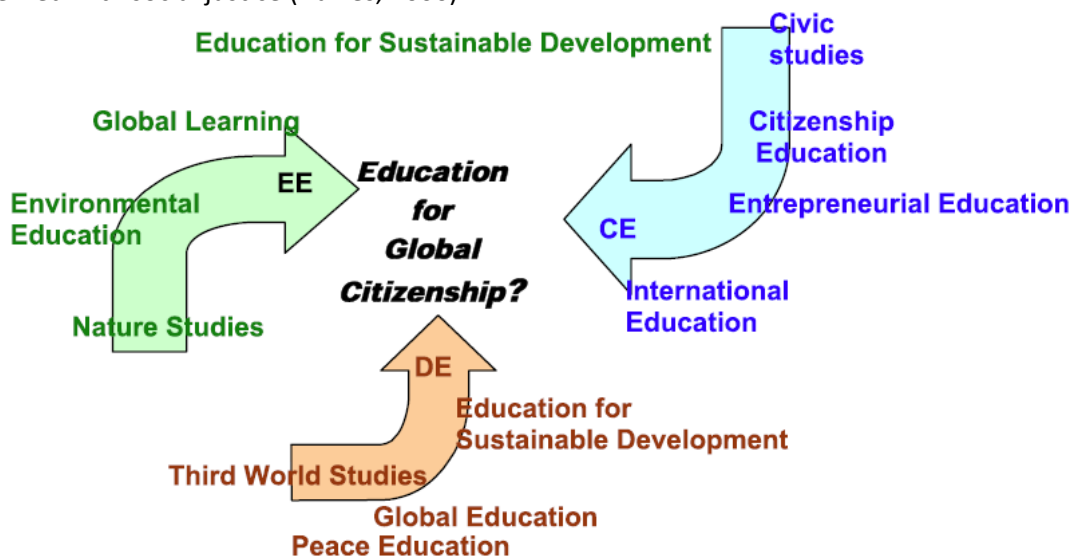 Education for Sustainable Development
Civic
studies
Global Learning
Citizenship
Education
EE
Education
for
Global
Citizenship?
Environmental
Education
Entrepreneurial Education
CE
International
Education
Nature Studies
DE
Education for
Sustainable Development
Third World Studies
Global Education
Peace Education